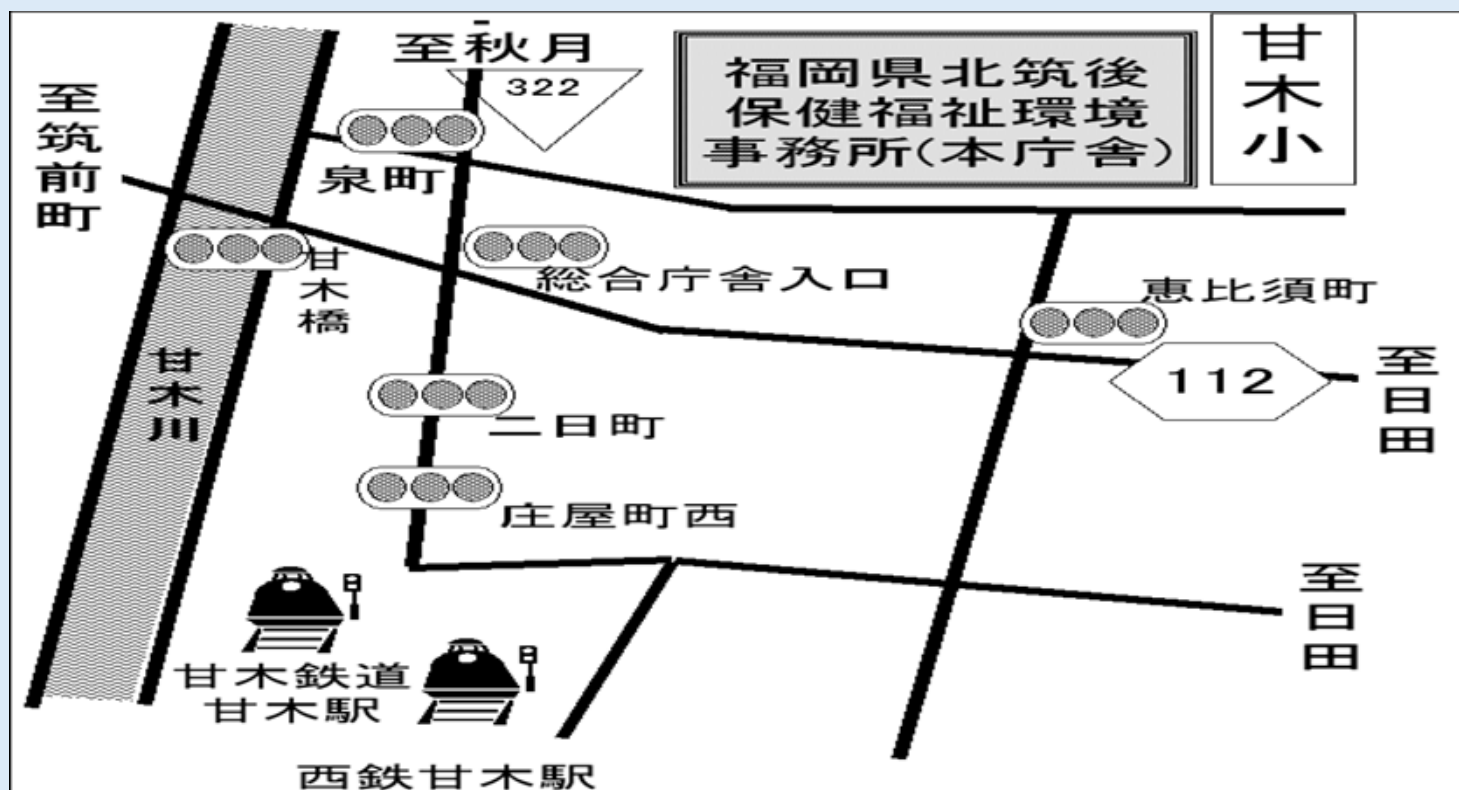 至秋月
322
福岡県北筑後
保健福祉環境
事務所(本庁舎)
甘木小
至筑前町
泉町
甘木橋
総合庁舎入口
恵比須町
112
至日田
甘木川
二日町
庄屋町西
至日田
甘木鉄道
甘木駅
西鉄甘木駅